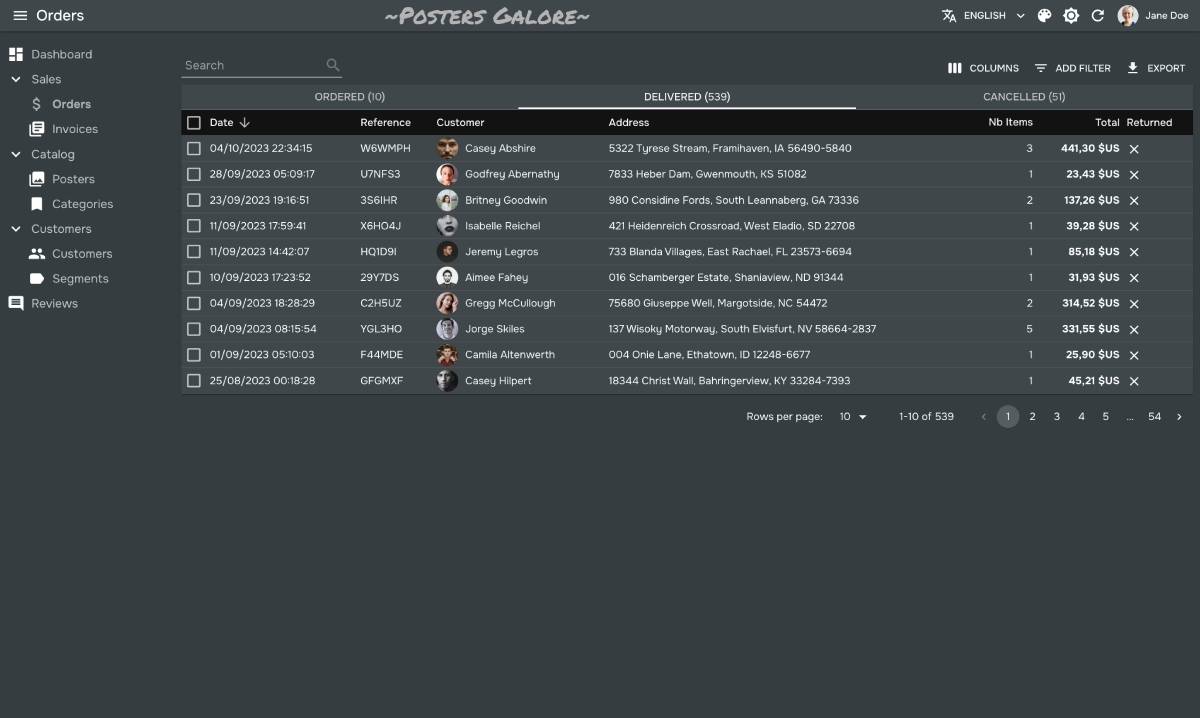 Orders
~Posters Galore~
ENGLISH
Jane Doe
Dashboard
Sales
Orders
Invoices
Catalog
Posters
Categories
Customers
Customers
Segments
Reviews
Search
COLUMNS ADD FILTER EXPORT
ORDERED (10) DELIVERED (539) CANCELLED (51)
Date Reference Customer Address Nb Items Total Returned
04/10/2023 22:34:15 W6WMPH Casey Abshire 5322 Tyrese Stream, Framihaven, IA 56490-5840 3 441,30 $US
28/09/2023 05:09:17 U7NFS3 Godfrey Abernathy 7833 Heber Dam, Gwenmouth, KS 51082 1 23,43 $US
23/09/2023 19:16:51 3S6IHR Britney Goodwin 980 Considine Fords, South Leannaberg, GA 73336 2 137,26 $US
11/09/2023 17:59:41 X6HO4J Isabelle Reichel 421 Heidenreich Crossroad, West Eladio, SD 22708 1 39,28 $US
11/09/2023 14:42:07 HQ1D9I Jeremy Legros 733 Blanda Villages, East Rachael, FL 23573-6694 1 85,18 $US
10/09/2023 17:23:52 29Y7DS Aimee Fahey 016 Schamberger Estate, Shaniaview, ND 91344 1 31,93 $US
04/09/2023 18:28:29 C2H5UZ Gregg McCullough 75680 Giuseppe Well, Margotside, NC 54472 2 314,52 $US
04/09/2023 08:15:54 YGL3HO Jorge Skiles 137 Wisoky Motorway, South Elvisfurt, NV 58664-2837 5 331,55 $US
01/09/2023 05:10:03 F44MDE Camila Altenwerth 004 Onie Lane, Ethatown, ID 12248-6677 1 25,90 $US
25/08/2023 00:18:28 GFGMXF Casey Hilpert 18344 Christ Wall, Bahringerview, KY 33284-7393 1 45,21 $US
Rows per page: 10 1-10 of 539 1 2 3 4 5 ... 54